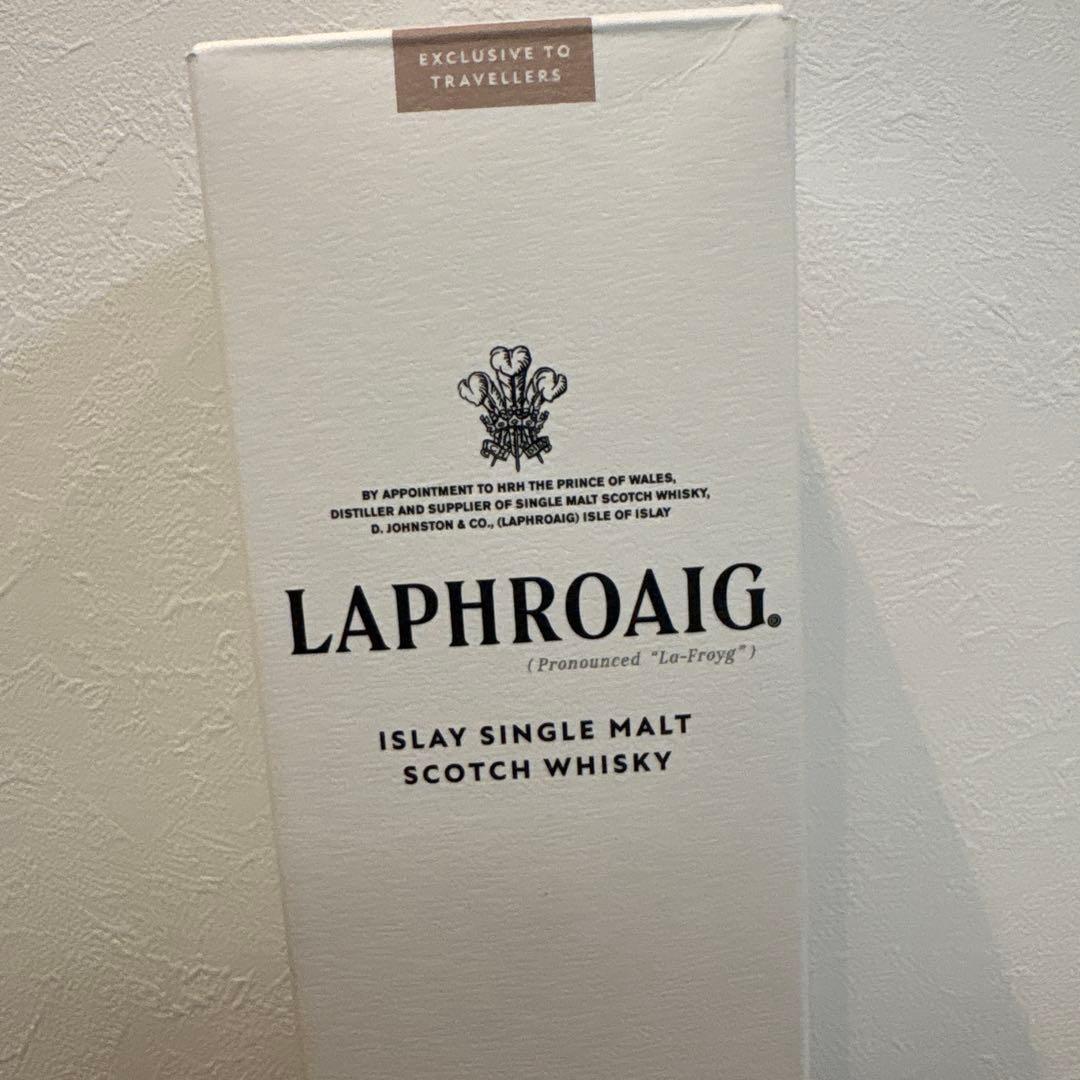 EXCLUSIVE TO
TRAVELLERS
BY APPOINTMENT TO HRH THE PRINCE OF WALES,
DISTILLER AND SUPPLIER OF SINGLE MALT SCOTCH WHISKY,
D. JOHNSTON & CO., (LAPHROAIG) ISLE OF ISLAY
LAPHROAIG®
(Pronounced "La-Froyg")
ISLAY SINGLE MALT
SCOTCH WHISKY